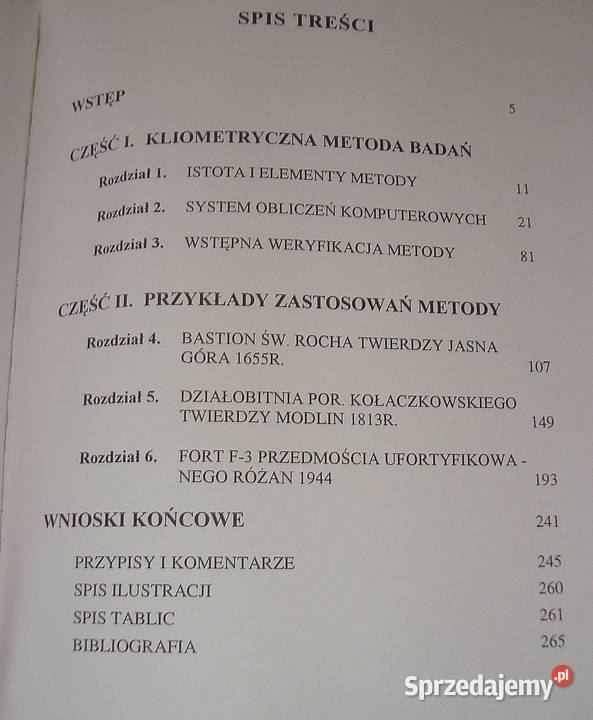 SPIS TREŚCI
WSTĘP 5
CZĘŚĆ I. KLIOMETRYCZNA METODA BADAŃ
Rozdział 1. ISTOTA I ELEMENTY METODY 11
Rozdział 2. SYSTEM OBLICZEŃ KOMPUTEROWYCH 21
Rozdział 3. WSTĘPNA WERYFIKACJA METODY 81
CZĘŚĆ II. PRZYKŁADY ZASTOSOWAŃ METODY
Rozdział 4. BASTION ŚW. ROCHA TWIERDZY JASNA
GÓRA 1655R. 107
Rozdział 5. DZIAŁOBITNIA POR. KOŁACZKOWSKIEGO
TWIERDZY MODLIN 1813R. 149
Rozdział 6. FORT F-3 PRZEDMOŚCIA UFORTYFIKOWA -
NEGO RÓŻAN 1944 193
WNIOSKI KOŃCOWE 241
PRZYPISY I KOMENTARZE 245
SPIS ILUSTRACJI 260
SPIS TABLIC 261
BIBLIOGRAFIA 265
Sprzedajemy.pl